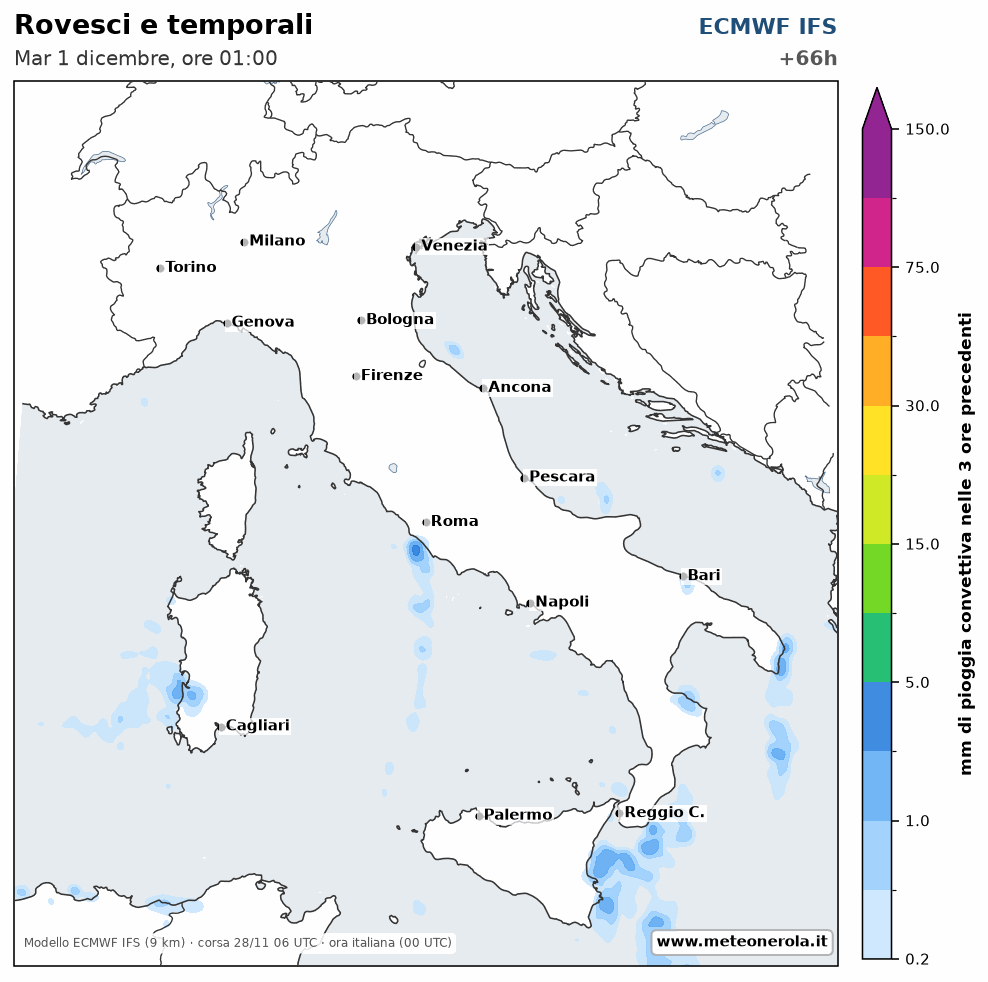 Rovesci e temporali
ECMWF IFS
Mar 1 dicembre, ore 01:00
+66h
150.0
75.0
30.0
15.0
5.0
1.0
0.2
mm di pioggia convettiva nelle 3 ore precedenti
Milano
Venezia
Torino
Genova
Bologna
Firenze
Ancona
Pescara
Roma
Bari
Napoli
Cagliari
Palermo
Reggio C.
Modello ECMWF IFS (9 km) · corsa 28/11 06 UTC · ora italiana (00 UTC)
www.meteonerola.it